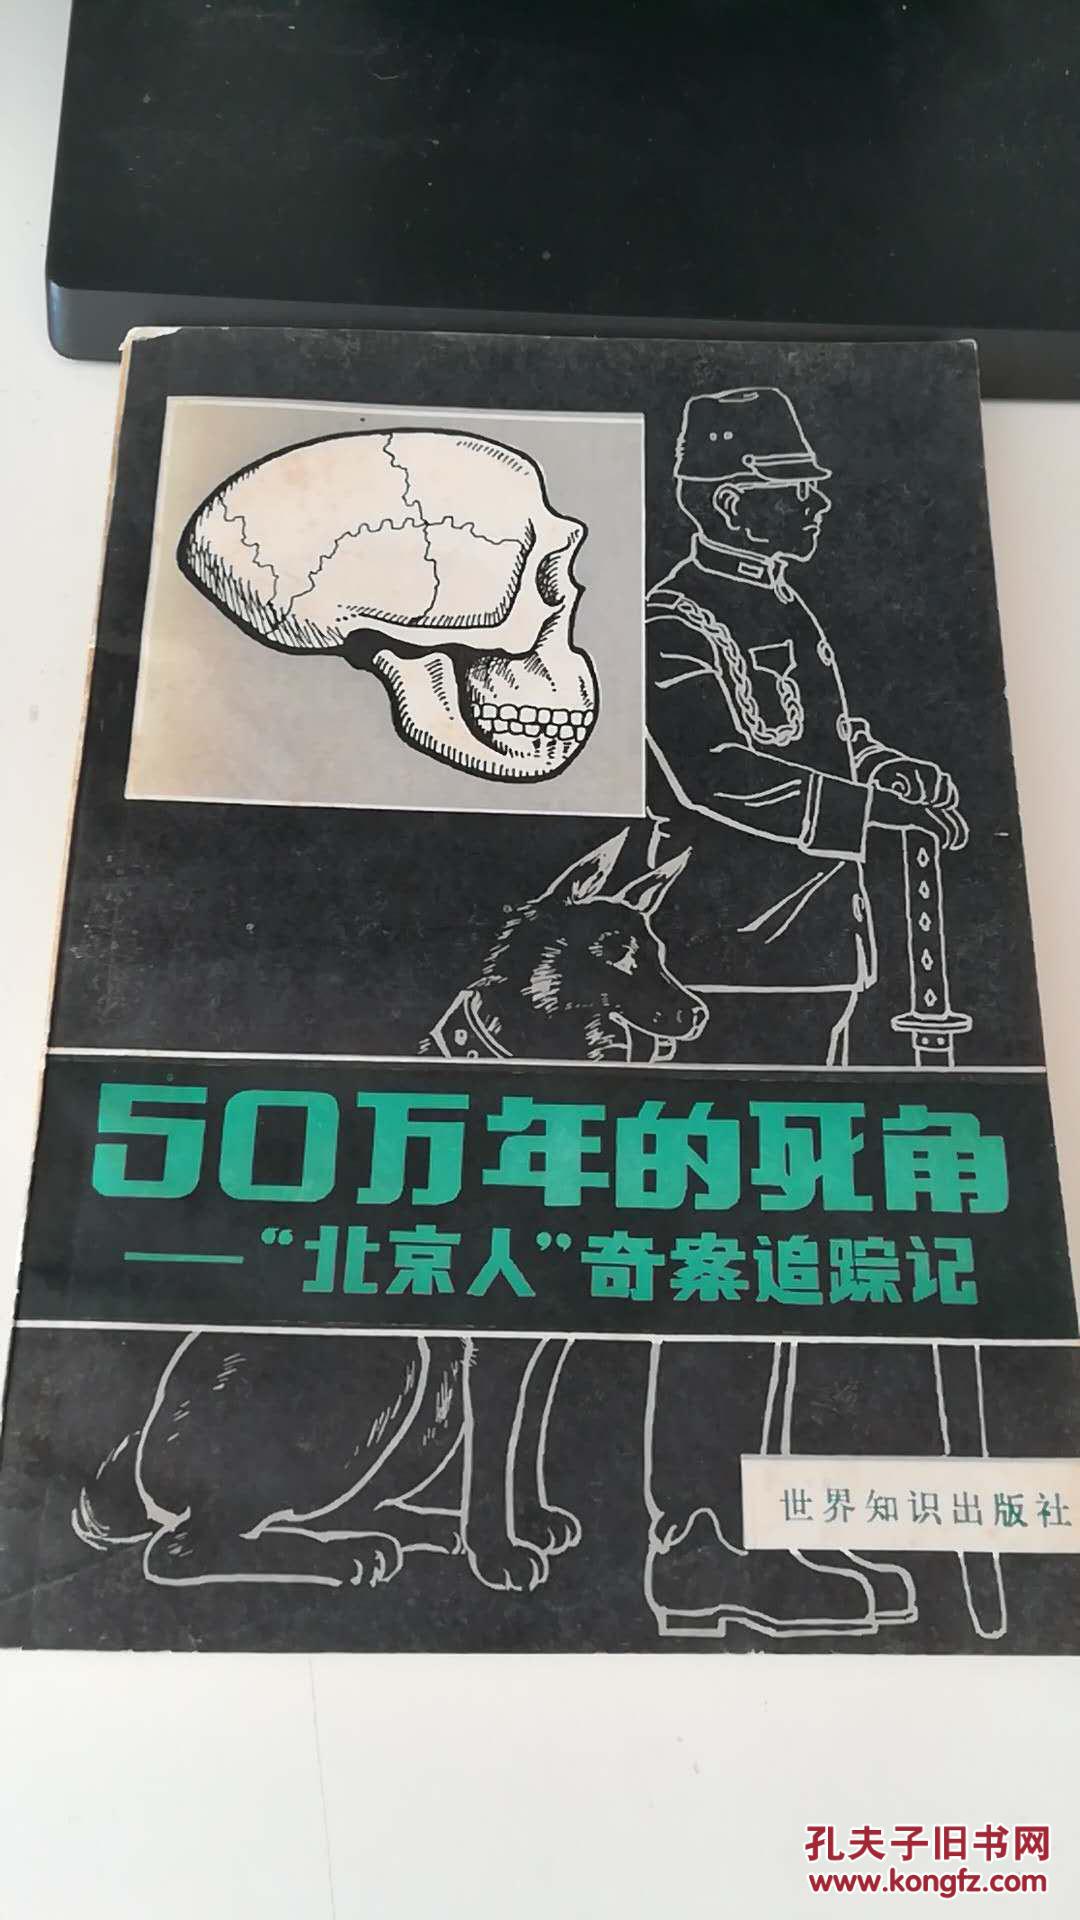 50万年的死角
——“北京人”奇案追踪记
世界知识出版社
孔夫子旧书网
www.kongfz.com